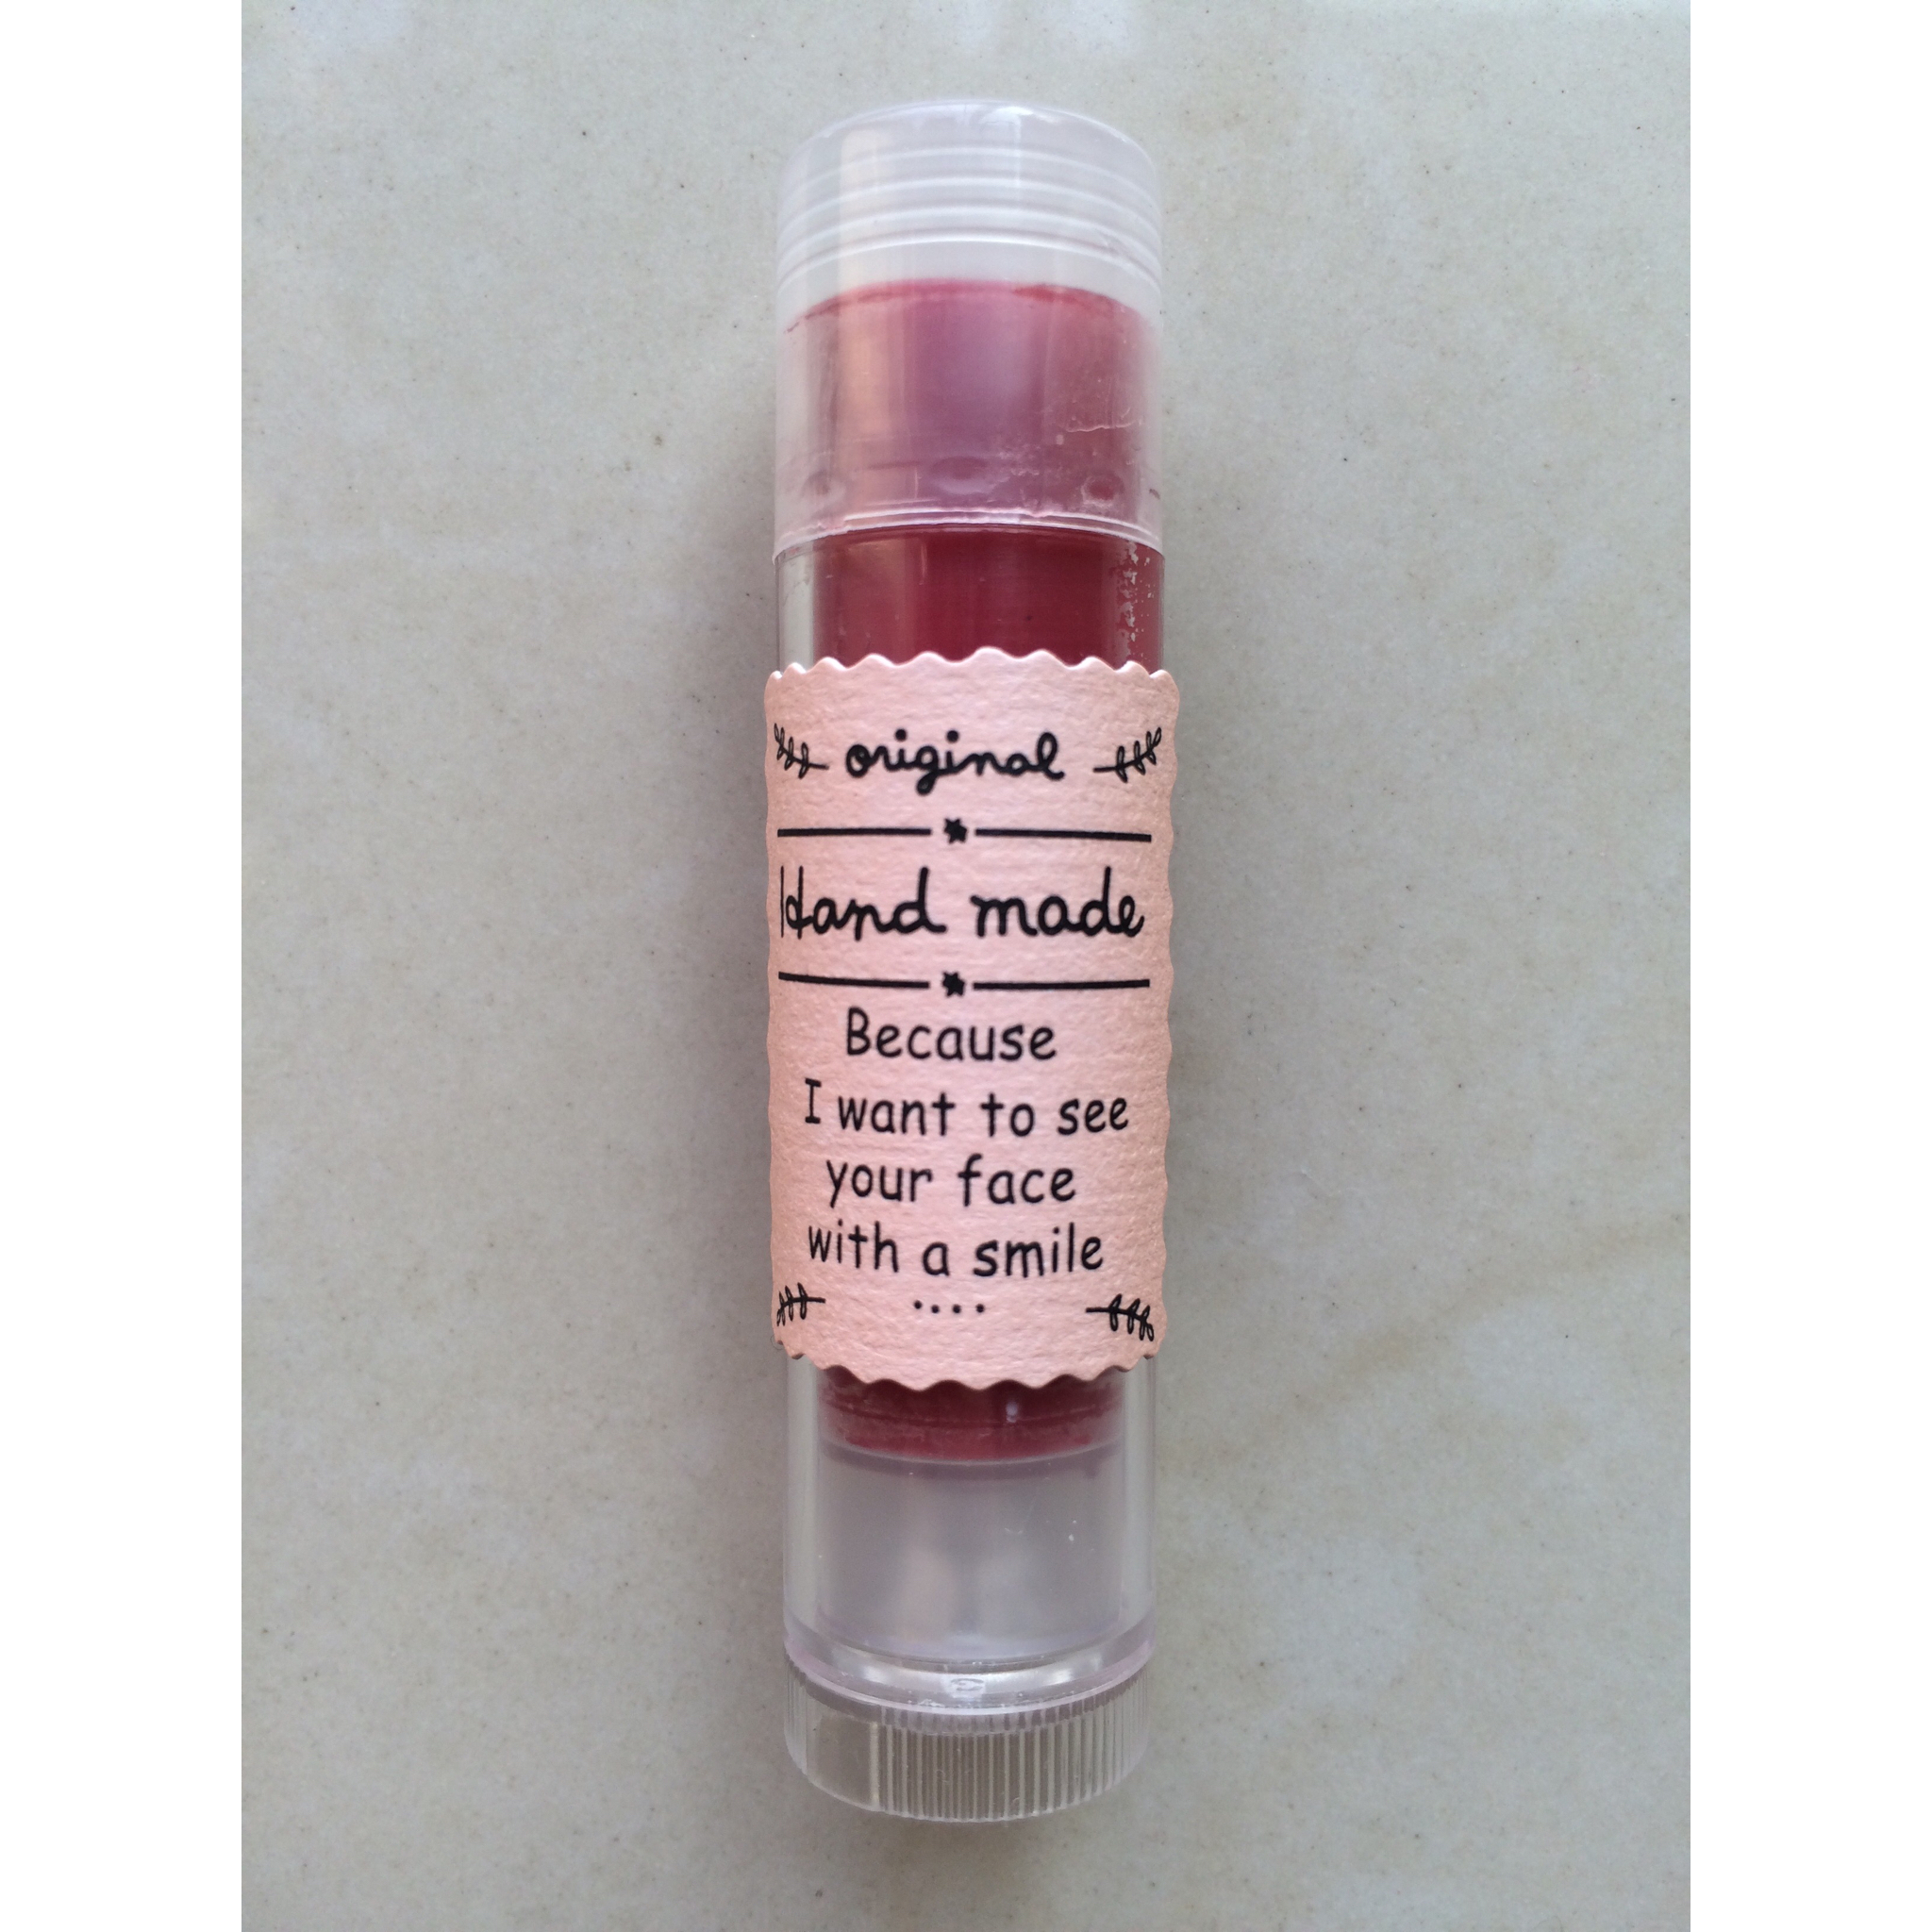 original
Hand made
Because
I want to see
your face
with a smile
....